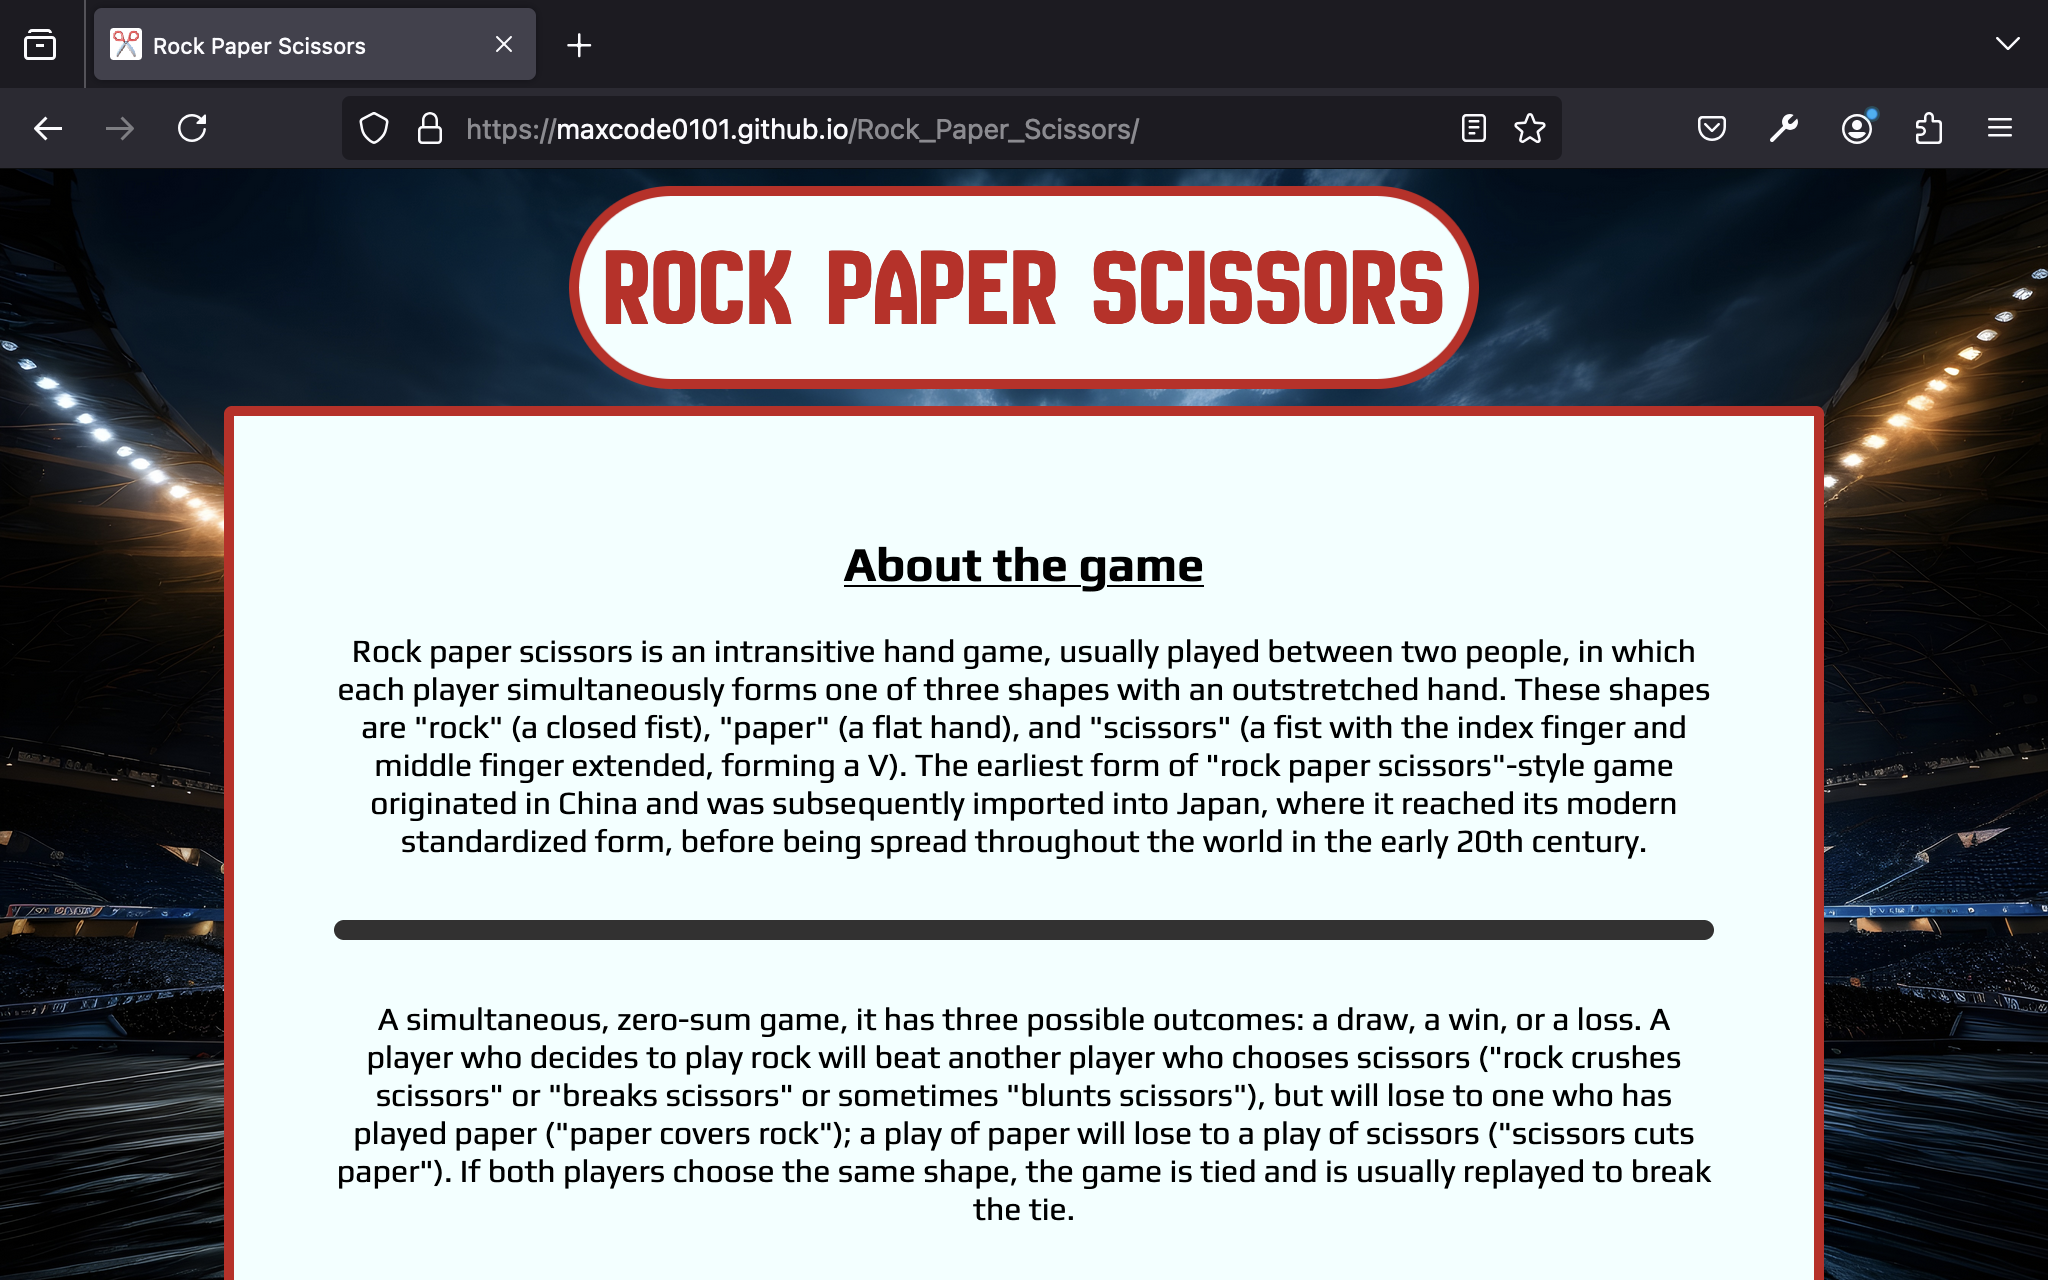 Rock Paper Scissors
https://maxcode0101.github.io/Rock_Paper_Scissors/
ROCK PAPER SCISSORS
About the game
Rock paper scissors is an intransitive hand game, usually played between two people, in which
each player simultaneously forms one of three shapes with an outstretched hand. These shapes
are "rock" (a closed fist), "paper" (a flat hand), and "scissors" (a fist with the index finger and
middle finger extended, forming a V). The earliest form of "rock paper scissors"-style game
originated in China and was subsequently imported into Japan, where it reached its modern
standardized form, before being spread throughout the world in the early 20th century.
A simultaneous, zero-sum game, it has three possible outcomes: a draw, a win, or a loss. A
player who decides to play rock will beat another player who chooses scissors ("rock crushes
scissors" or "breaks scissors" or sometimes "blunts scissors"), but will lose to one who has
played paper ("paper covers rock"); a play of paper will lose to a play of scissors ("scissors cuts
paper"). If both players choose the same shape, the game is tied and is usually replayed to break
the tie.